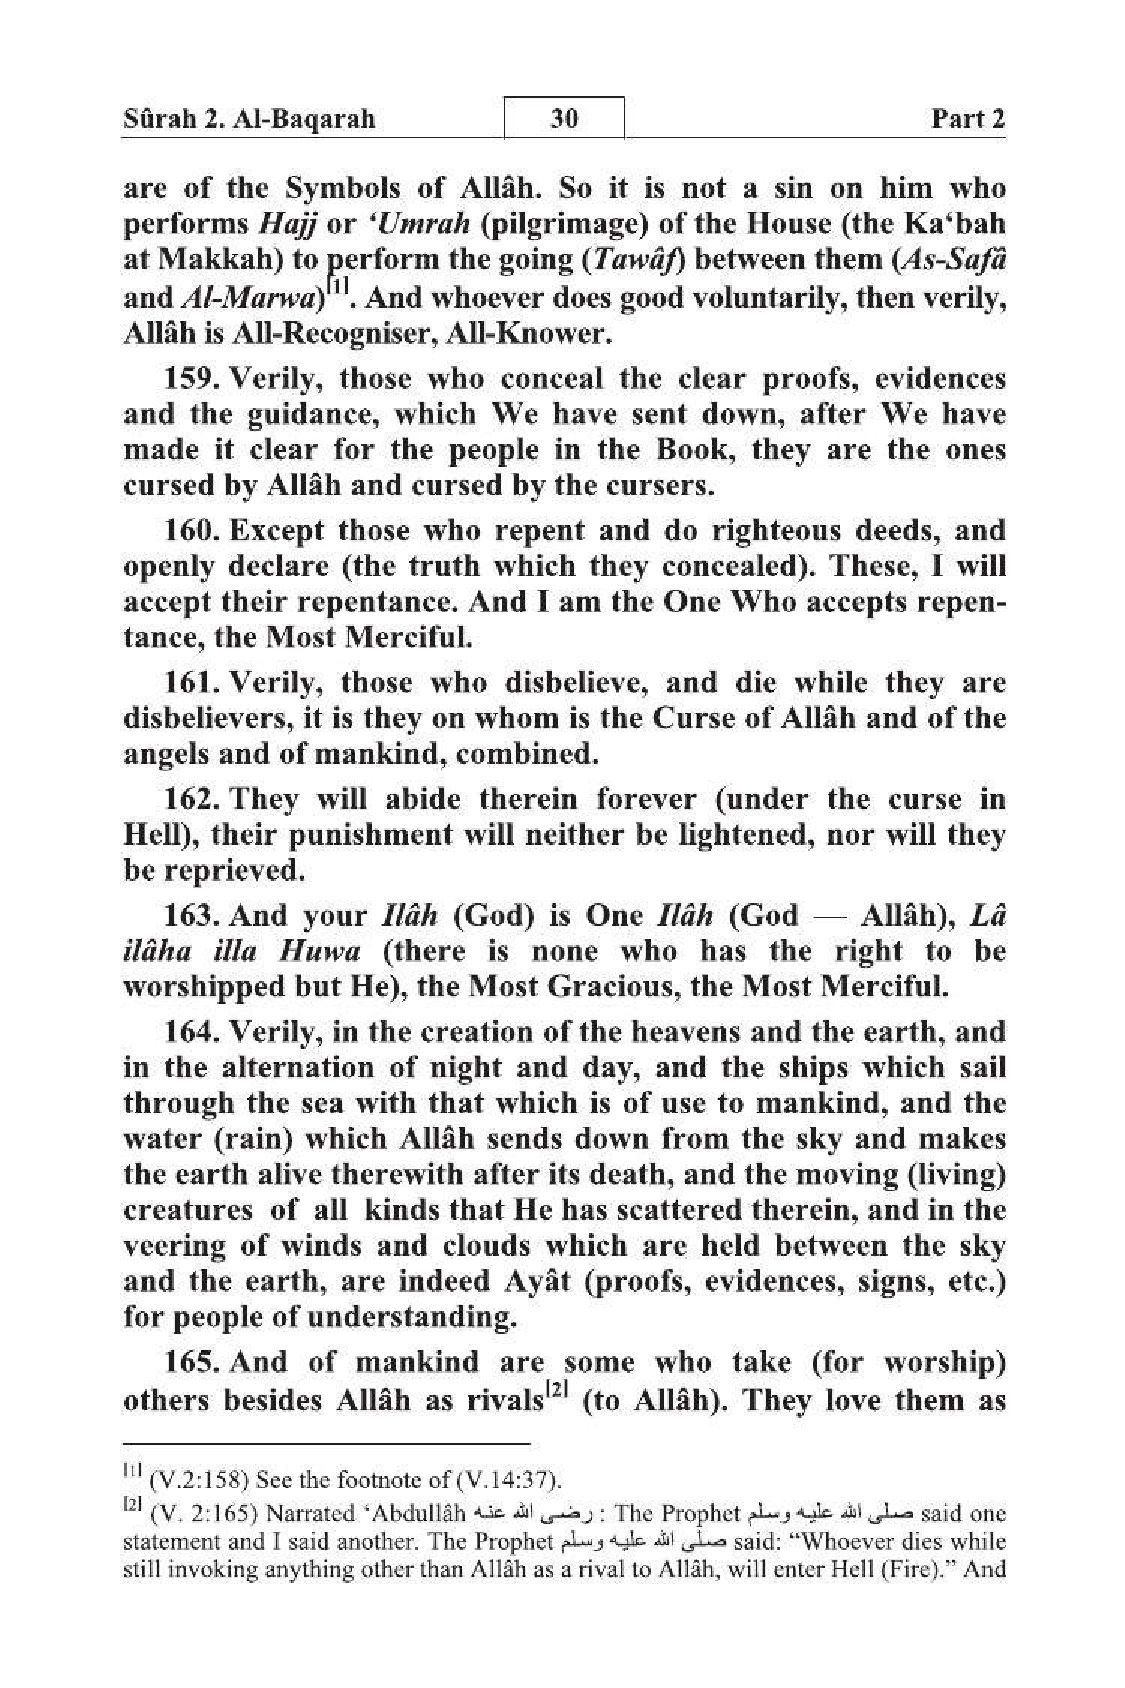 Sûrah 2. Al-Baqarah 30 Part 2
are of the Symbols of Allâh. So it is not a sin on him who
performs Hajj or ‘Umrah (pilgrimage) of the House (the Ka‘bah
at Makkah) to perform the going (Tawâf) between them (As-Safâ
and Al-Marwa)[1]. And whoever does good voluntarily, then verily,
Allâh is All-Recogniser, All-Knower.
159. Verily, those who conceal the clear proofs, evidences
and the guidance, which We have sent down, after We have
made it clear for the people in the Book, they are the ones
cursed by Allâh and cursed by the cursers.
160. Except those who repent and do righteous deeds, and
openly declare (the truth which they concealed). These, I will
accept their repentance. And I am the One Who accepts repen-
tance, the Most Merciful.
161. Verily, those who disbelieve, and die while they are
disbelievers, it is they on whom is the Curse of Allâh and of the
angels and of mankind, combined.
162. They will abide therein forever (under the curse in
Hell), their punishment will neither be lightened, nor will they
be reprieved.
163. And your Ilâh (God) is One Ilâh (God — Allâh), Lâ
ilâha illa Huwa (there is none who has the right to be
worshipped but He), the Most Gracious, the Most Merciful.
164. Verily, in the creation of the heavens and the earth, and
in the alternation of night and day, and the ships which sail
through the sea with that which is of use to mankind, and the
water (rain) which Allâh sends down from the sky and makes
the earth alive therewith after its death, and the moving (living)
creatures of all kinds that He has scattered therein, and in the
veering of winds and clouds which are held between the sky
and the earth, are indeed Ayât (proofs, evidences, signs, etc.)
for people of understanding.
165. And of mankind are some who take (for worship)
others besides Allâh as rivals[2] (to Allâh). They love them as
[1] (V.2:158) See the footnote of (V.14:37).
[2] (V. 2:165) Narrated ‘Abdullâh رضى الله عنه : The Prophet صلى الله عليه وسلم said one
statement and I said another. The Prophet صلى الله عليه وسلم said: “Whoever dies while
still invoking anything other than Allâh as a rival to Allâh, will enter Hell (Fire).” And